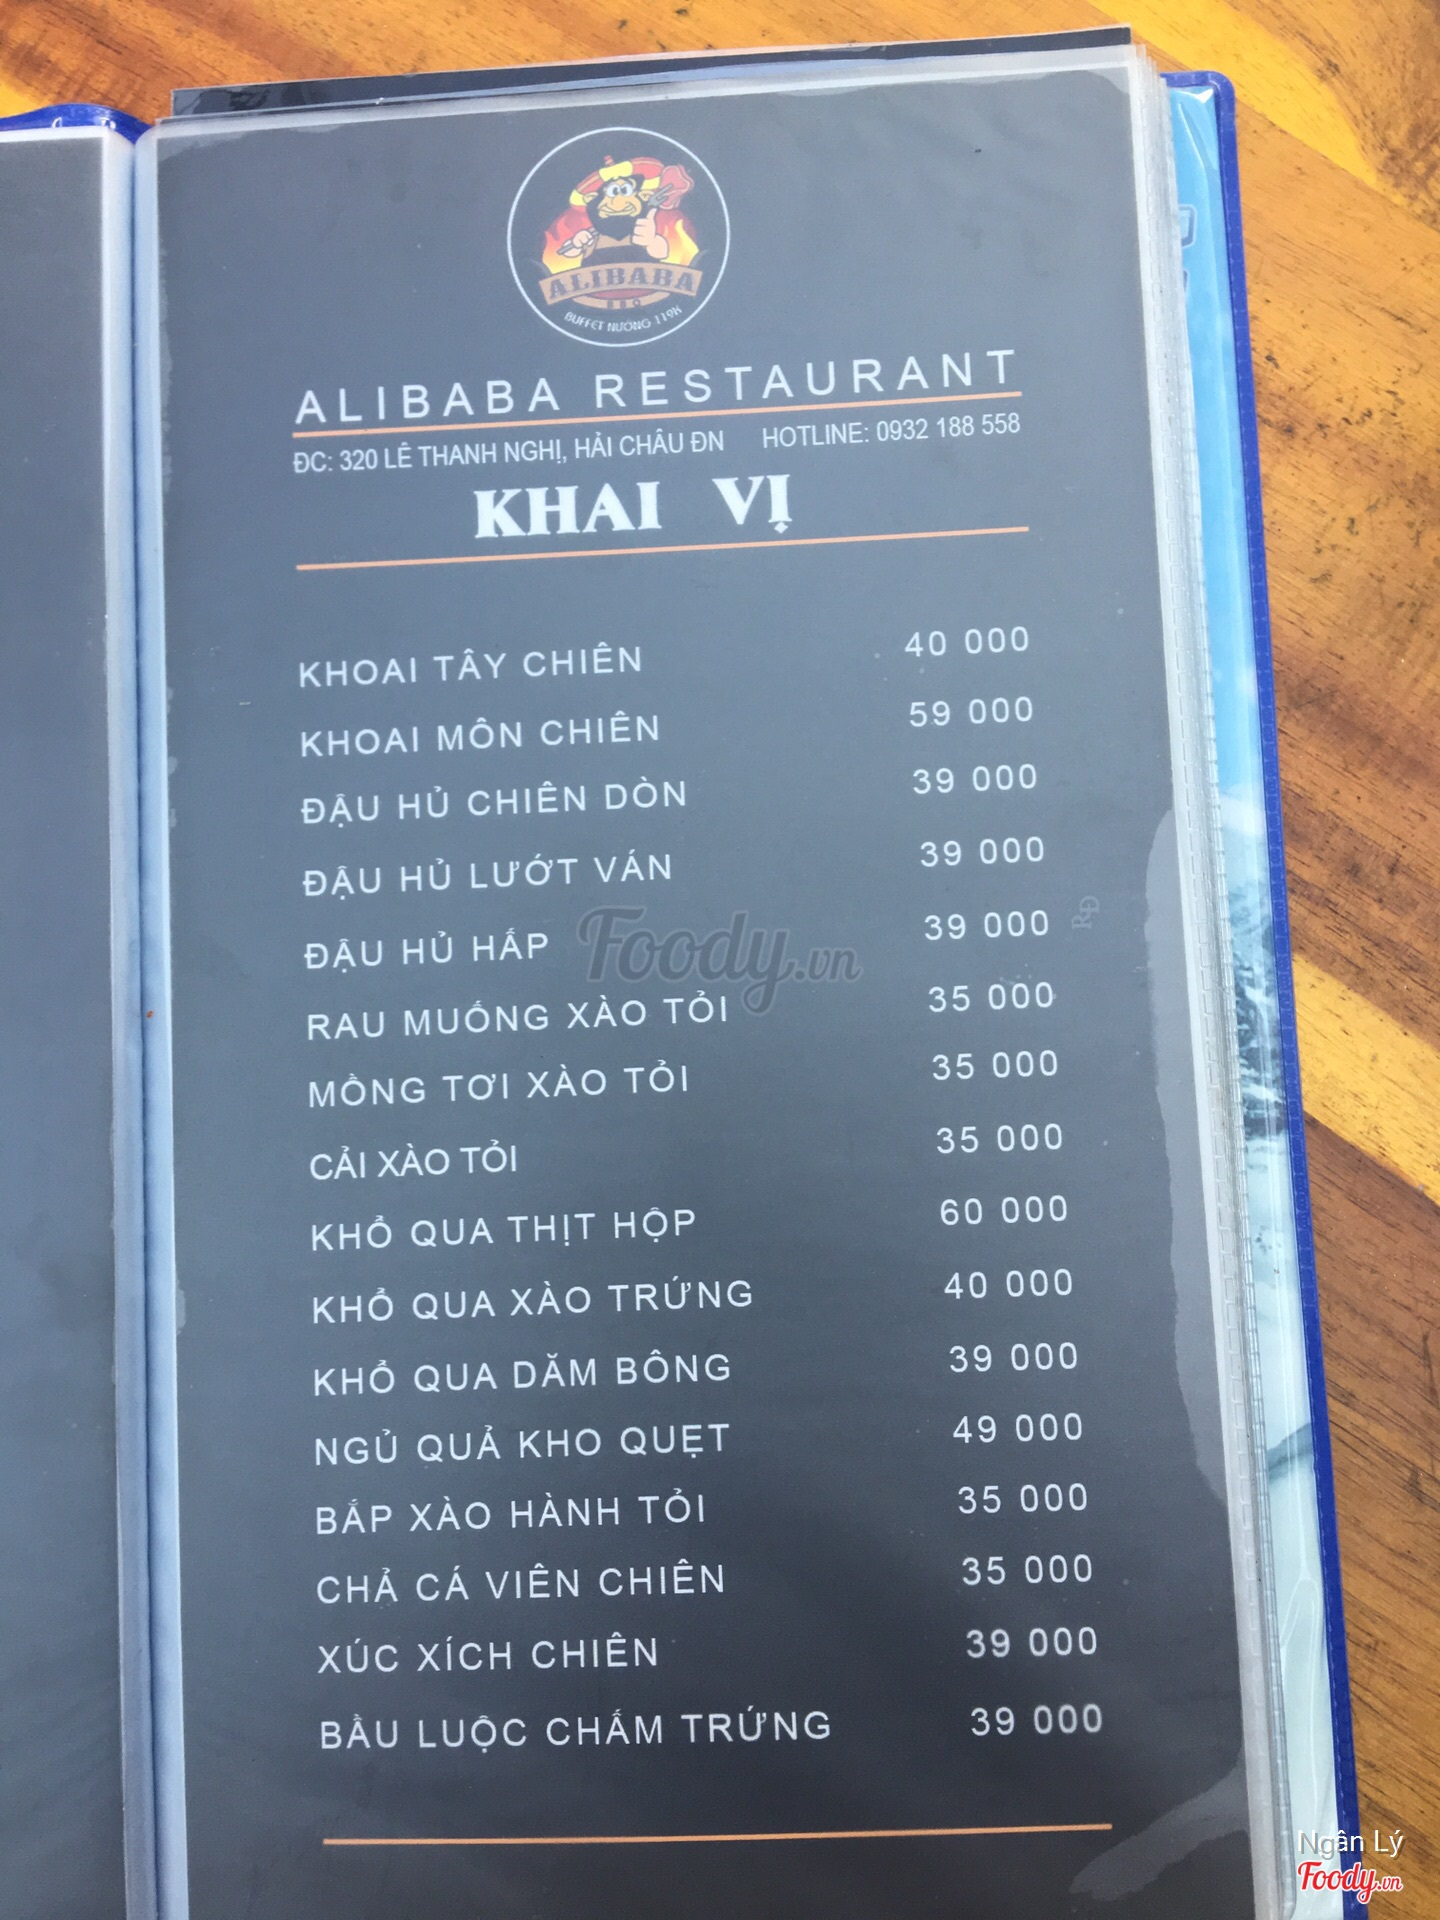 ALIBABA
BBQ
BUFFET NƯỚNG 119K
ALIBABA RESTAURANT
ĐC: 320 LÊ THANH NGHỊ, HẢI CHÂU ĐN HOTLINE: 0932 188 558
KHAI VỊ
KHOAI TÂY CHIÊN 40 000
KHOAI MÔN CHIÊN 59 000
ĐẬU HỦ CHIÊN DÒN 39 000
ĐẬU HỦ LƯỚT VÁN 39 000
ĐẬU HỦ HẤP 39 000
RAU MUỐNG XÀO TỎI 35 000
MỒNG TƠI XÀO TỎI 35 000
CẢI XÀO TỎI 35 000
KHỔ QUA THỊT HỘP 60 000
KHỔ QUA XÀO TRỨNG 40 000
KHỔ QUA DĂM BÔNG 39 000
NGỦ QUẢ KHO QUẸT 49 000
BẮP XÀO HÀNH TỎI 35 000
CHẢ CÁ VIÊN CHIÊN 35 000
XÚC XÍCH CHIÊN 39 000
BẦU LUỘC CHẤM TRỨNG 39 000
Foody.vn
Ngân Lý
Foody.vn